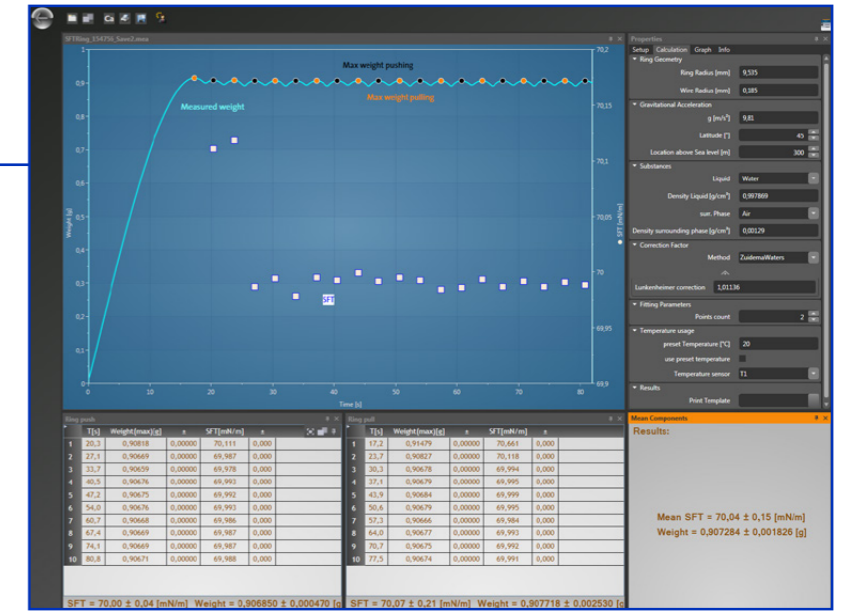 Ca
SFTRing_154756_Save2.mea
Properties
Setup Calculation Graph Info
Ring Geometry
Ring Radius [mm] 9,535
Wire Radius [mm] 0,185
Gravitational Acceleration
g [m/s²] 9,81
Latitude [°] 45
Location above Sea level [m] 300
Substances
Liquid Water
Density Liquid [g/cm³] 0,997869
surr. Phase Air
Density surrounding phase [g/cm³] 0,00129
Correction Factor
Method ZuidemaWaters
Lunkenheimer correction 1,01136
Fitting Parameters
Points count 2
Temperature usage
preset Temperature [°C] 20
use preset temperature
Temperature sensor T1
Results
Print Template
Max weight pushing
Max weight pulling
Measured weight
SFT
Weight [g]
1
0,9
0,8
0,7
0,6
0,5
0,4
0,3
0,2
0,1
0
SFT [mN/m]
70,2
70,15
70,1
70,05
70
69,95
69,9
0 10 20 30 40 50 60 70 80
Time [s]
Ring push
T[s] Weight(max)[g] ± SFT[mN/m] ±
1 20,3 0,90818 0,00000 70,111 0,000
2 27,1 0,90669 0,00000 69,987 0,000
3 33,7 0,90659 0,00000 69,978 0,000
4 40,5 0,90676 0,00000 69,993 0,000
5 47,2 0,90675 0,00000 69,992 0,000
6 54,0 0,90676 0,00000 69,993 0,000
7 60,7 0,90668 0,00000 69,986 0,000
8 67,4 0,90669 0,00000 69,987 0,000
9 74,1 0,90669 0,00000 69,987 0,000
10 80,8 0,90671 0,00000 69,988 0,000
SFT = 70,00 ± 0,04 [mN/m] Weight = 0,906850 ± 0,000470 [g
Ring pull
T[s] Weight(max)[g] ± SFT[mN/m] ±
1 17,2 0,91479 0,00000 70,661 0,000
2 23,7 0,90827 0,00000 70,118 0,000
3 30,3 0,90678 0,00000 69,994 0,000
4 37,1 0,90679 0,00000 69,995 0,000
5 43,9 0,90684 0,00000 69,999 0,000
6 50,6 0,90679 0,00000 69,995 0,000
7 57,3 0,90666 0,00000 69,984 0,000
8 64,0 0,90677 0,00000 69,993 0,000
9 70,7 0,90675 0,00000 69,992 0,000
10 77,5 0,90674 0,00000 69,991 0,000
SFT = 70,07 ± 0,21 [mN/m] Weight = 0,907718 ± 0,002530 [g
Mean Components
Results:
Mean SFT = 70,04 ± 0,15 [mN/m]
Weight = 0,907284 ± 0,001826 [g]